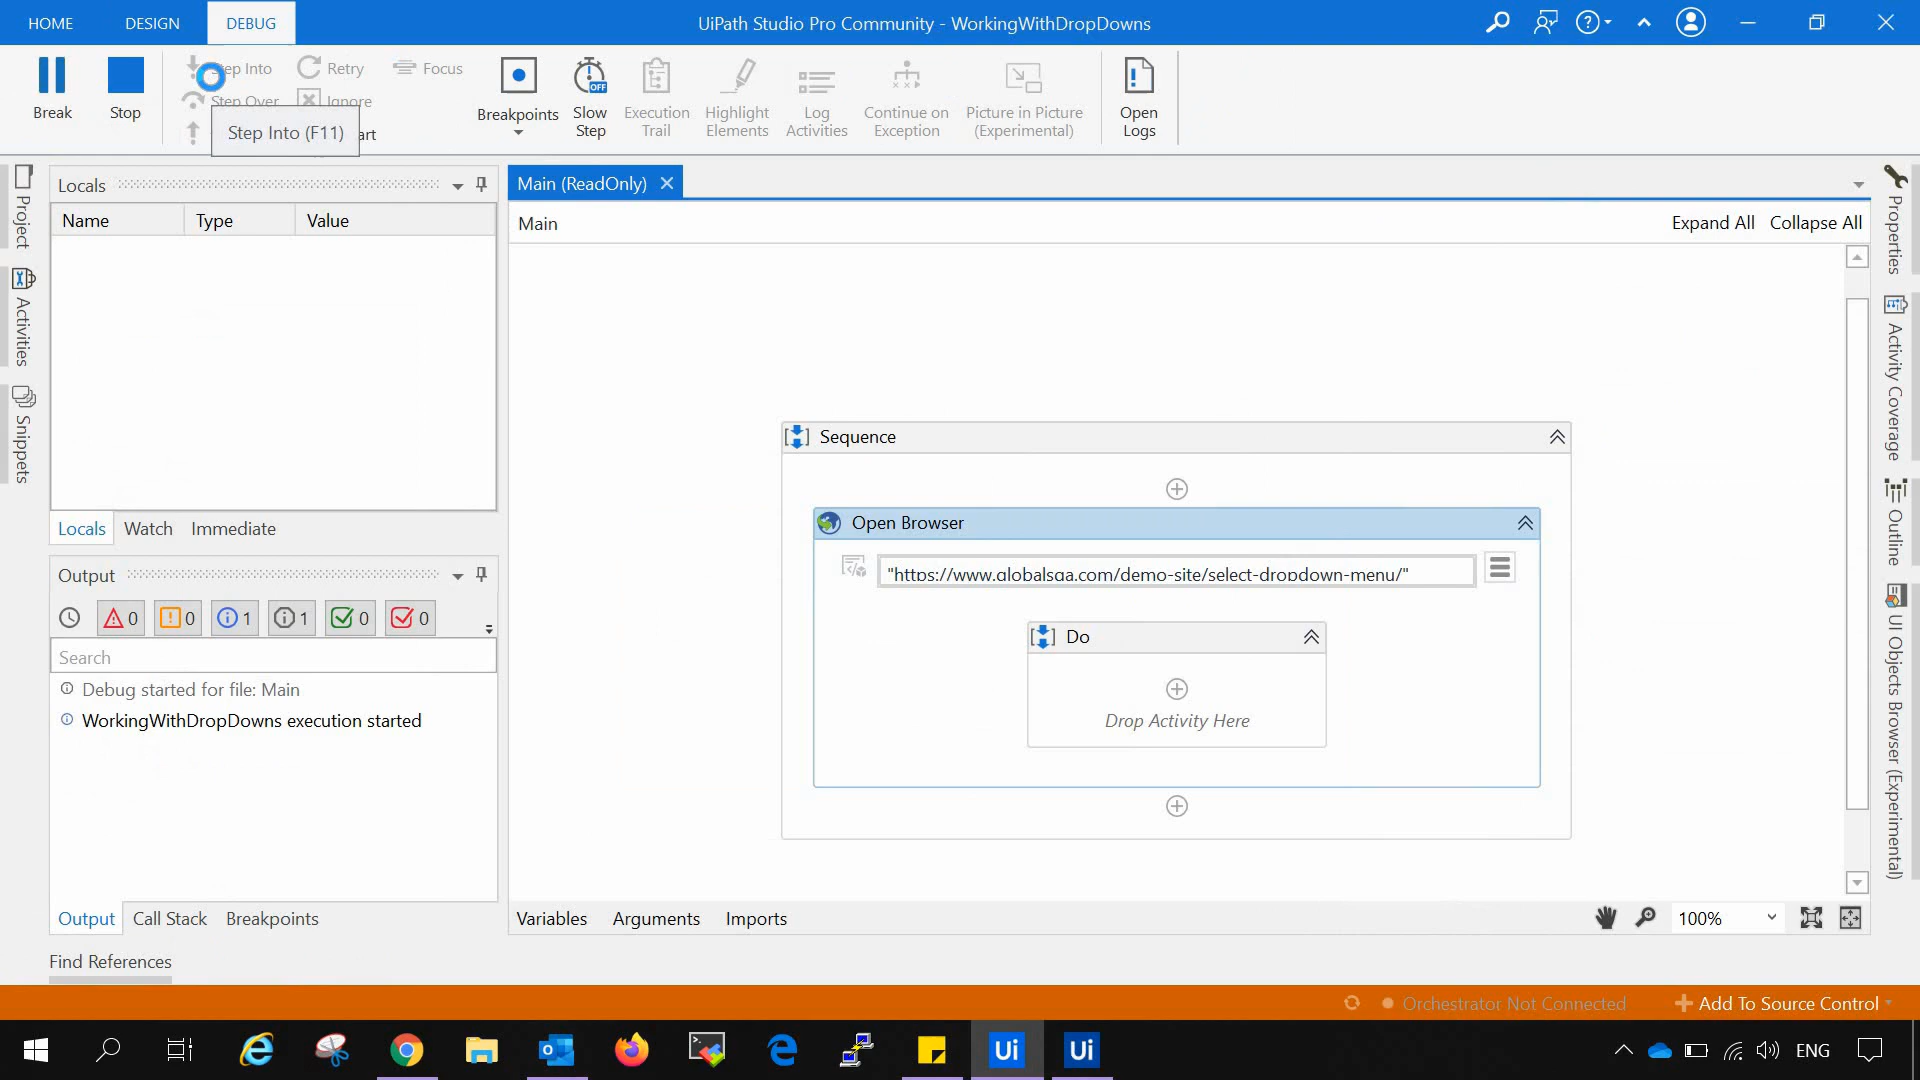 HOME
DESIGN
DEBUG
UiPath Studio Pro Community - WorkingWithDropDowns
Break
Stop
Step Into
Step Over
Step Into (F11)
Retry
Ignore
Focus
Breakpoints
Slow
Step
OFF
Execution
Trail
Highlight
Elements
Log
Activities
Continue on
Exception
Picture in Picture
(Experimental)
Open
Logs
Project
Activities
Snippets
Locals
Name
Type
Value
Locals
Watch
Immediate
Output
0
0
1
1
0
0
Search
Debug started for file: Main
WorkingWithDropDowns execution started
Output
Call Stack
Breakpoints
Find References
Main (ReadOnly)
Main
Expand All
Collapse All
Sequence
Open Browser
"https://www.globalsqa.com/demo-site/select-dropdown-menu/"
Do
Drop Activity Here
Variables
Arguments
Imports
100%
Properties
Activity Coverage
Outline
UI Objects Browser (Experimental)
Orchestrator Not Connected
Add To Source Control
Ui
Ui
ENG